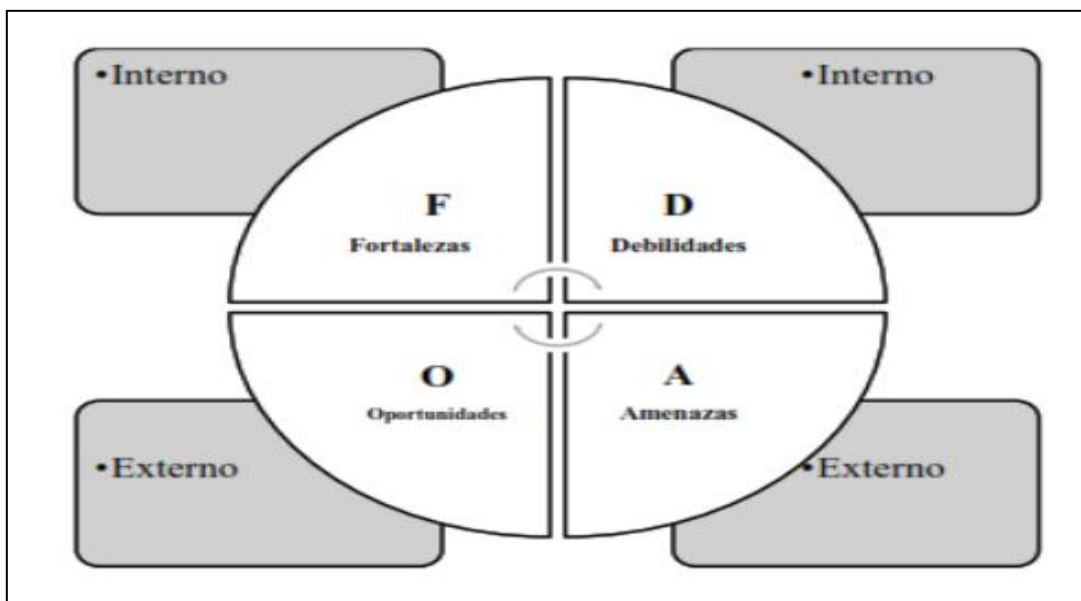 •Interno
•Interno
F
Fortalezas
D
Debilidades
O
Oportunidades
A
Amenazas
•Externo
•Externo